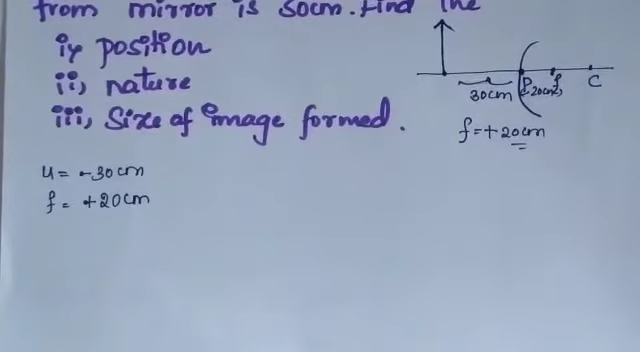 from mirror is 30cm. Find the
i, position
ii, nature
iii, Size of image formed.
30cm
P
20cm
f
C
f=+20cm
u= -30cm
f= +20cm